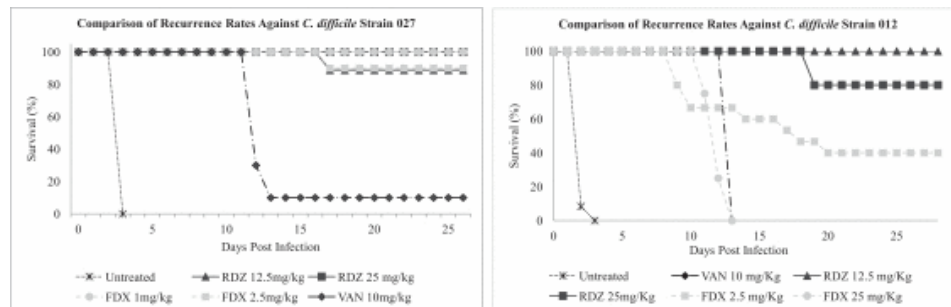 Comparison of Recurrence Rates Against C. difficile Strain 027
Survival (%)
100
80
60
40
20
0
0 5 10 15 20 25
Days Post Infection
Untreated RDZ 12.5mg/kg RDZ 25 mg/kg
FDX 1mg/kg FDX 2.5mg/kg VAN 10mg/kg
Comparison of Recurrence Rates Against C. difficile Strain 012
Survival (%)
100
80
60
40
20
0
0 5 10 15 20 25
Days Post Infection
Untreated VAN 10 mg/Kg RDZ 12.5 mg/Kg
RDZ 25mg/Kg FDX 2.5 mg/Kg FDX 25 mg/Kg